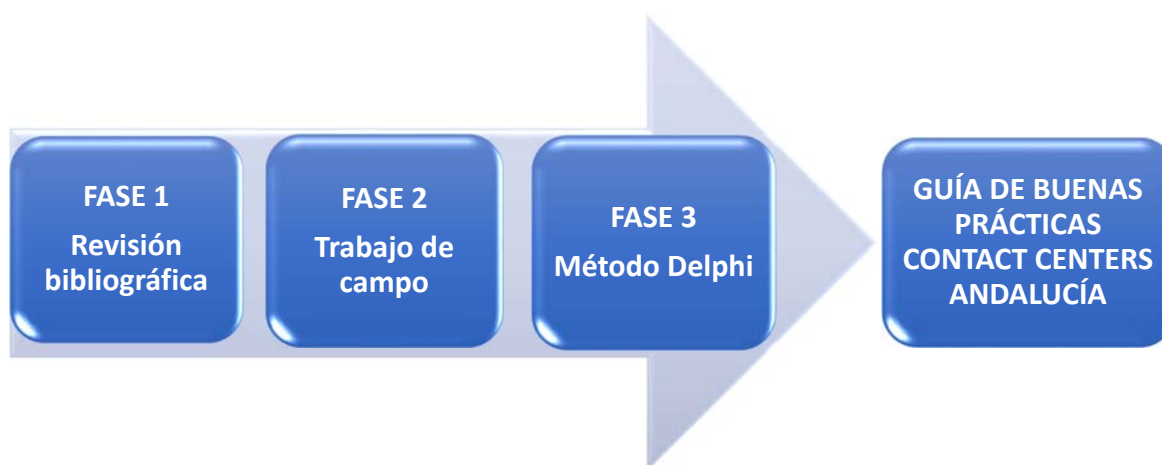 FASE 1
Revisión
bibliográfica
FASE 2
Trabajo de
campo
FASE 3
Método Delphi
GUÍA DE BUENAS
PRÁCTICAS
CONTACT CENTERS
ANDALUCÍA